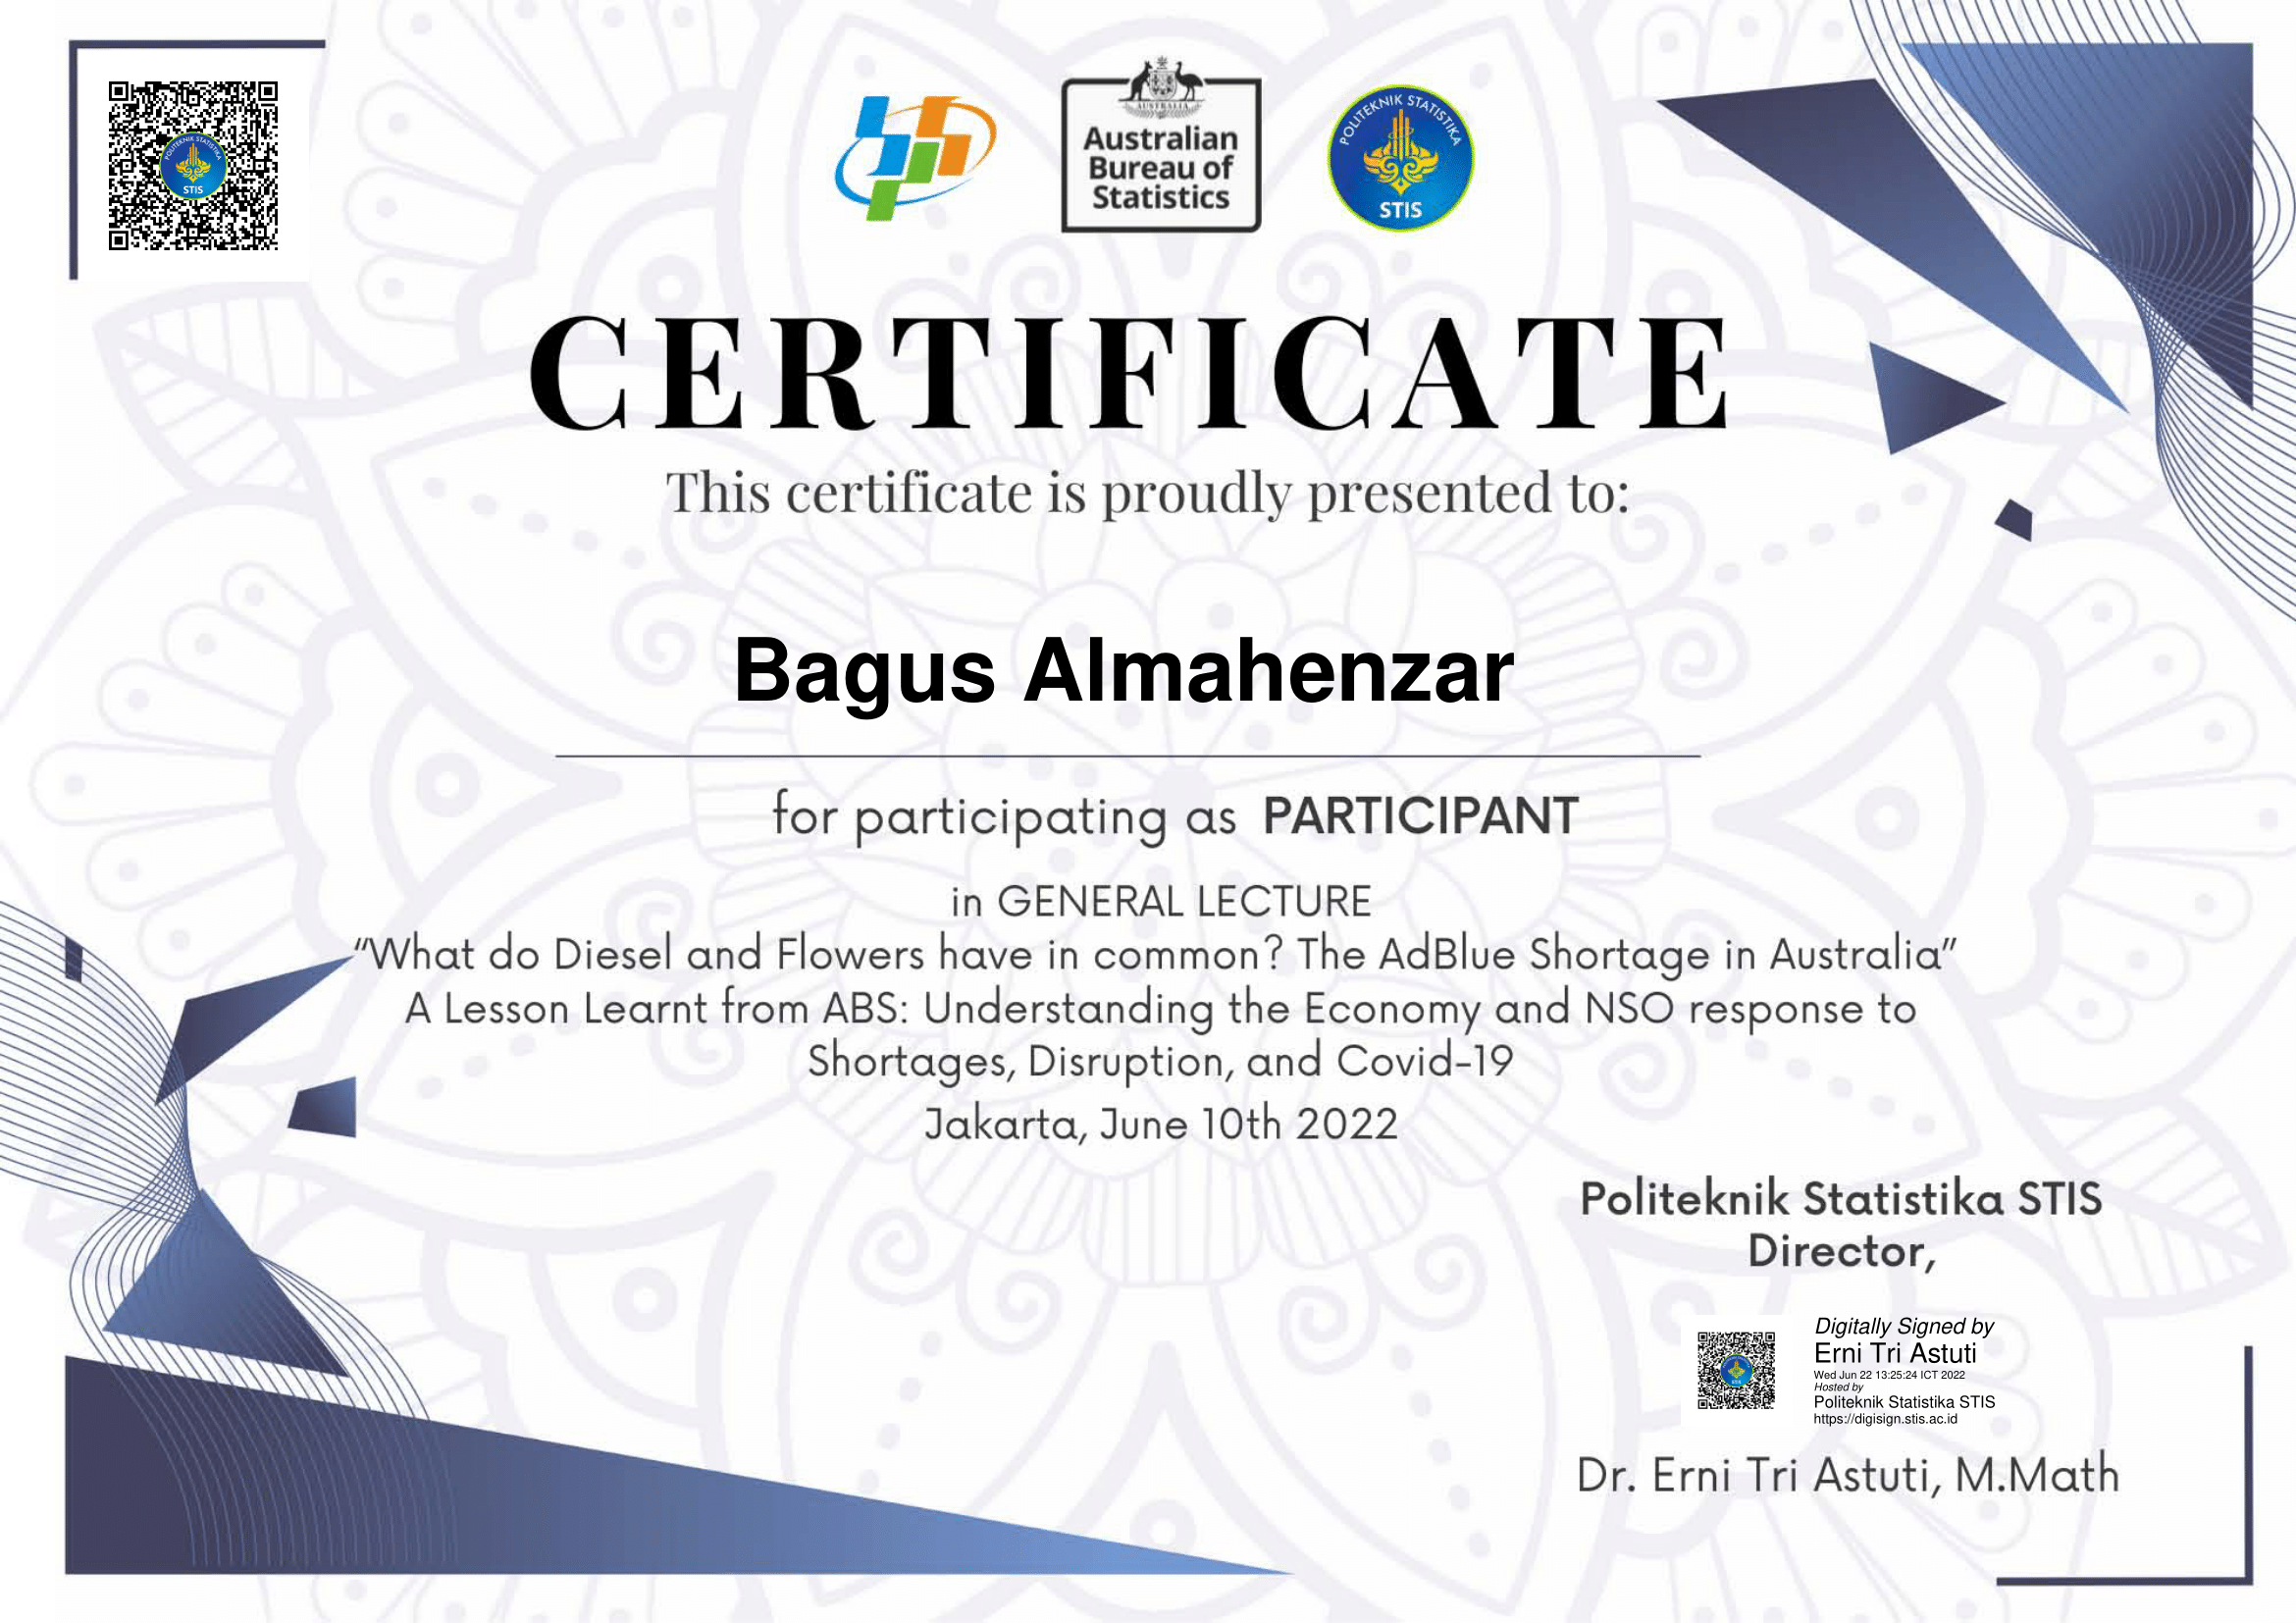 POLITEKNIK STATISTIKA
STIS
AUSTRALIA
Australian
Bureau of
Statistics
POLITEKNIK STATISTIKA
STIS
CERTIFICATE
This certificate is proudly presented to:
Bagus Almahenzar
for participating as PARTICIPANT
in GENERAL LECTURE
“What do Diesel and Flowers have in common? The AdBlue Shortage in Australia”
A Lesson Learnt from ABS: Understanding the Economy and NSO response to
Shortages, Disruption, and Covid-19
Jakarta, June 10th 2022
Politeknik Statistika STIS
Director,
Digitally Signed by
Erni Tri Astuti
Wed Jun 22 13:25:24 ICT 2022
Hosted by
Politeknik Statistika STIS
https://digisign.stis.ac.id
Dr. Erni Tri Astuti, M.Math